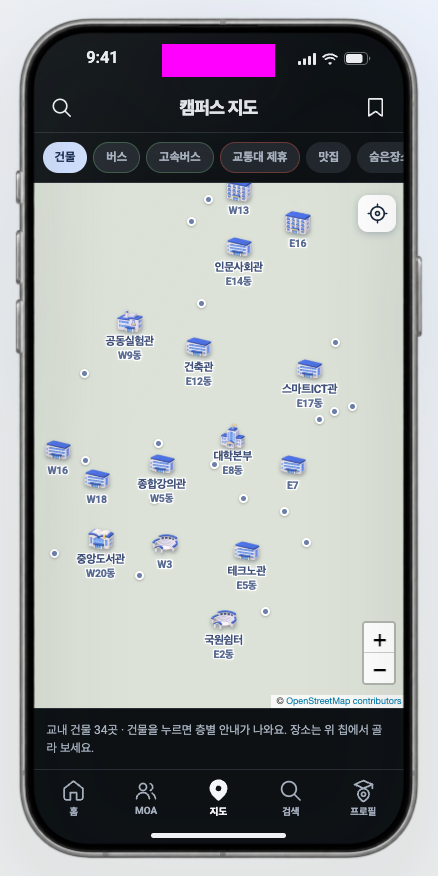 9:41
캠퍼스 지도
건물
버스
고속버스
교통대 제휴
맛집
숨은장
W13
E16
인문사회관
E14동
공동실험관
W9동
건축관
E12동
스마트ICT관
E17동
대학본부
E8동
W16
W18
종합강의관
W5동
E7
중앙도서관
W20동
W3
테크노관
E5동
국원쉼터
E2동
+
−
© OpenStreetMap contributors
교내 건물 34곳 · 건물을 누르면 층별 안내가 나와요. 장소는 위 칩에서 골
라 보세요.
홈
MOA
지도
검색
프로필